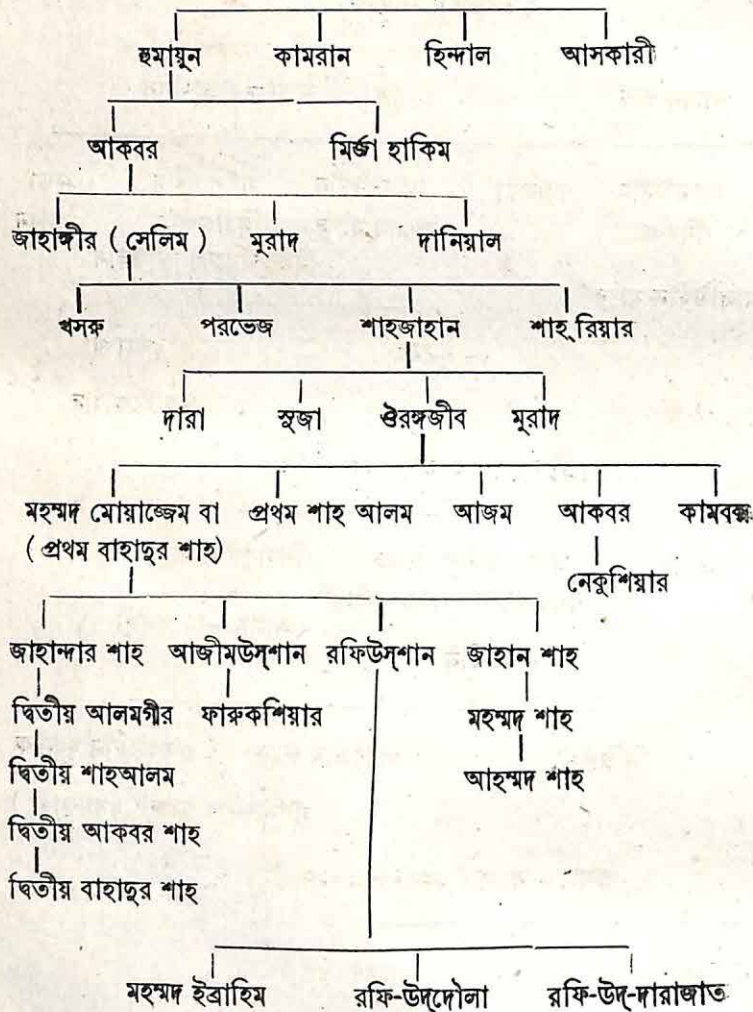 হুমায়ুন কামরান হিন্দাল আসকারী
আকবর মির্জা হাকিম
জাহাঙ্গীর ( সেলিম ) মুরাদ দানিয়াল
খসরু পরভেজ শাহজাহান শাহ্ রিয়ার
দারা সুজা ঔরঙ্গজীব মুরাদ
মহম্মদ মোয়াজ্জেম বা প্রথম শাহ আলম আজম আকবর কামবক্স
( প্রথম বাহাদুর শাহ)
নেকুশিয়ার
জাহান্দার শাহ আজীমউস্‌শান রফিউস্‌শান জাহান শাহ
দ্বিতীয় আলমগীর ফারুকশিয়ার মহম্মদ শাহ
দ্বিতীয় শাহআলম আহম্মদ শাহ
দ্বিতীয় আকবর শাহ
দ্বিতীয় বাহাদুর শাহ
মহম্মদ ইব্রাহিম রফি-উদ্দৌলা রফি-উদ্-দারাজাত